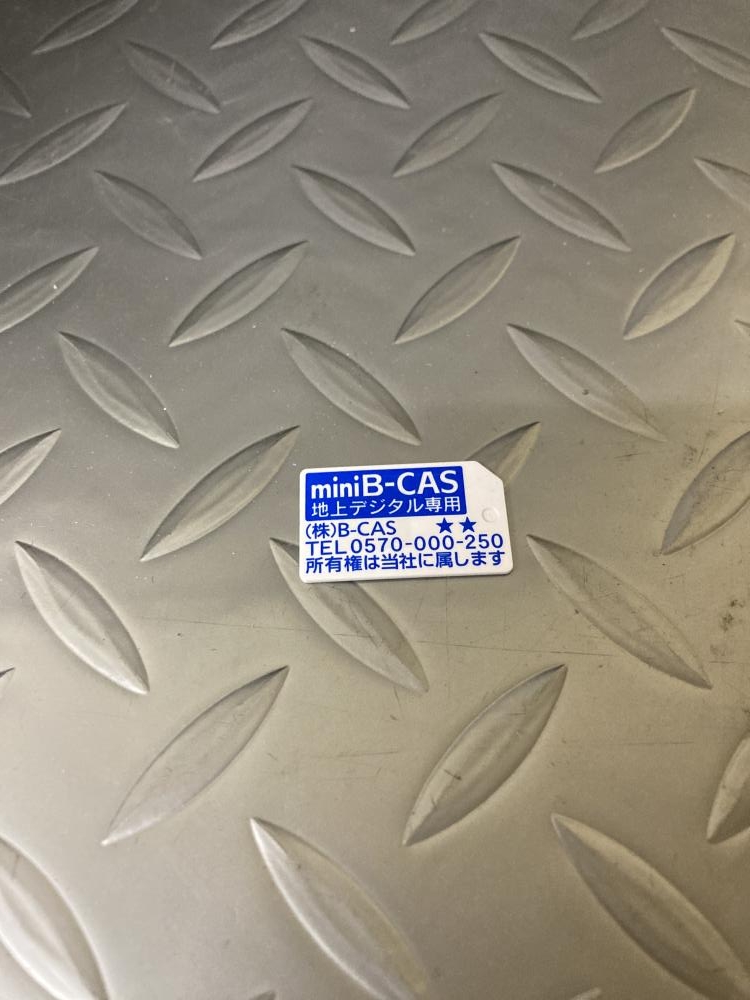 miniB-CAS
地上デジタル専用
(株)B-CAS ★★
TEL 0570-000-250
所有権は当社に属します